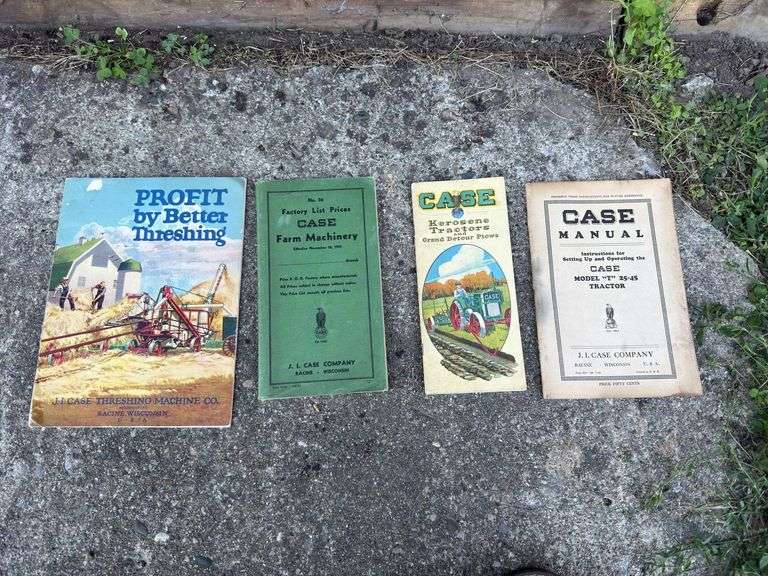 PROFIT
by Better
Threshing
J.I. CASE THRESHING MACHINE CO.
RACINE WISCONSIN
No. 26
Factory List Prices
CASE
Farm Machinery
J. I. CASE COMPANY
RACINE - WISCONSIN
CASE
Kerosene
Tractors
and
Grand Detour Plows
CASE
CASE
MANUAL
Instructions for
Setting Up and Operating the
CASE
MODEL "T" 25-45
TRACTOR
J. I. CASE COMPANY
RACINE, WISCONSIN U. S. A.
PRICE FIFTY CENTS